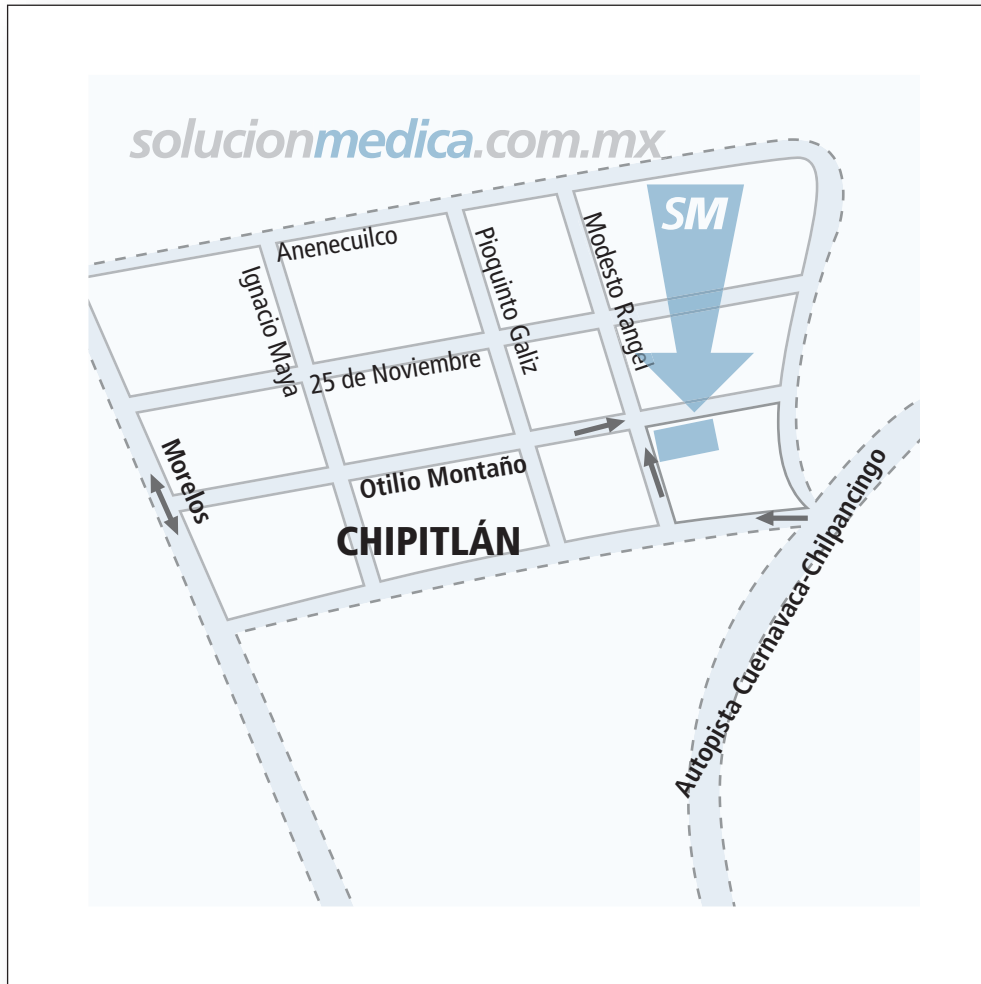 solucionmedica.com.mx
SM
Anenecuilco
Ignacio Maya
Pioquinto Galiz
Modesto Rangel
25 de Noviembre
Morelos
Otilio Montaño
CHIPITLÁN
Autopista Cuernavaca-Chilpancingo